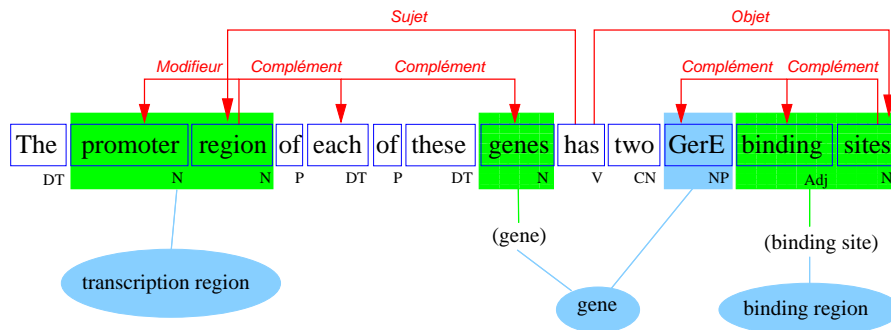 Sujet Objet
Modifieur Complément Complément Complément Complément
The promoter region of each of these genes has two GerE binding sites
DT N N P DT P DT N V CN NP Adj N
(gene) (binding site)
transcription region gene binding region